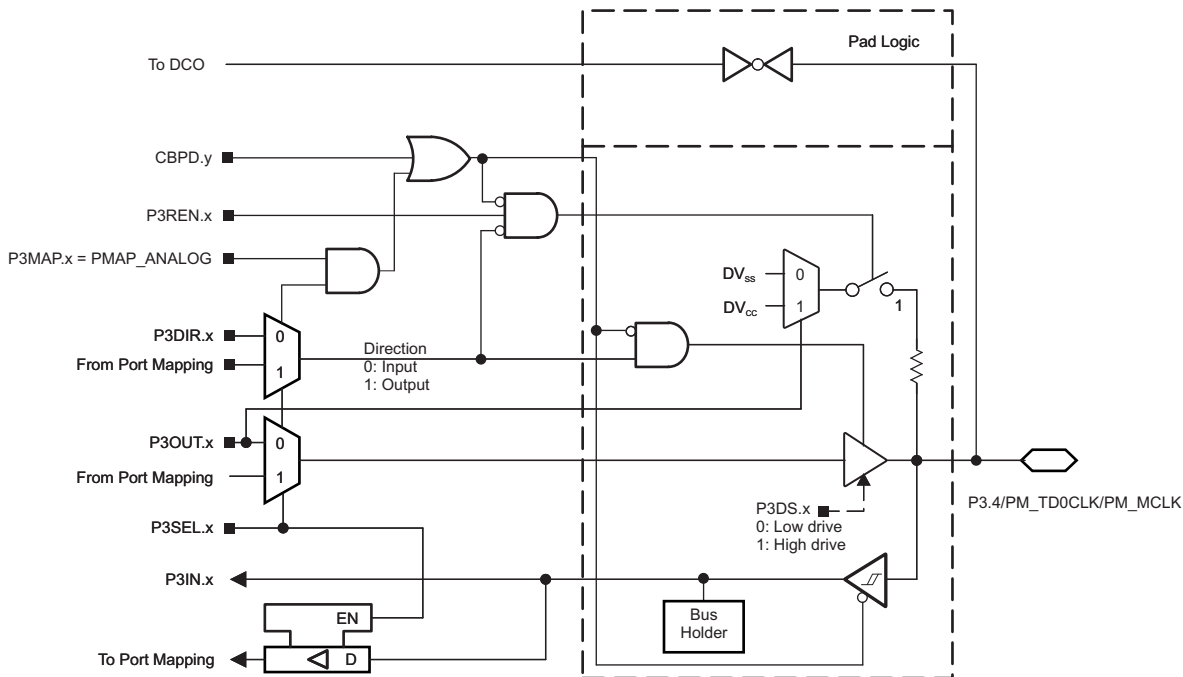 Pad Logic
To DCO
CBPD.y
P3REN.x
P3MAP.x = PMAP_ANALOG
DVss
0
DVcc
1
1
P3DIR.x
0
From Port Mapping
1
Direction
0: Input
1: Output
P3OUT.x
0
From Port Mapping
1
P3DS.x
0: Low drive
1: High drive
P3.4/PM_TD0CLK/PM_MCLK
P3SEL.x
P3IN.x
EN
Bus
Holder
To Port Mapping
D